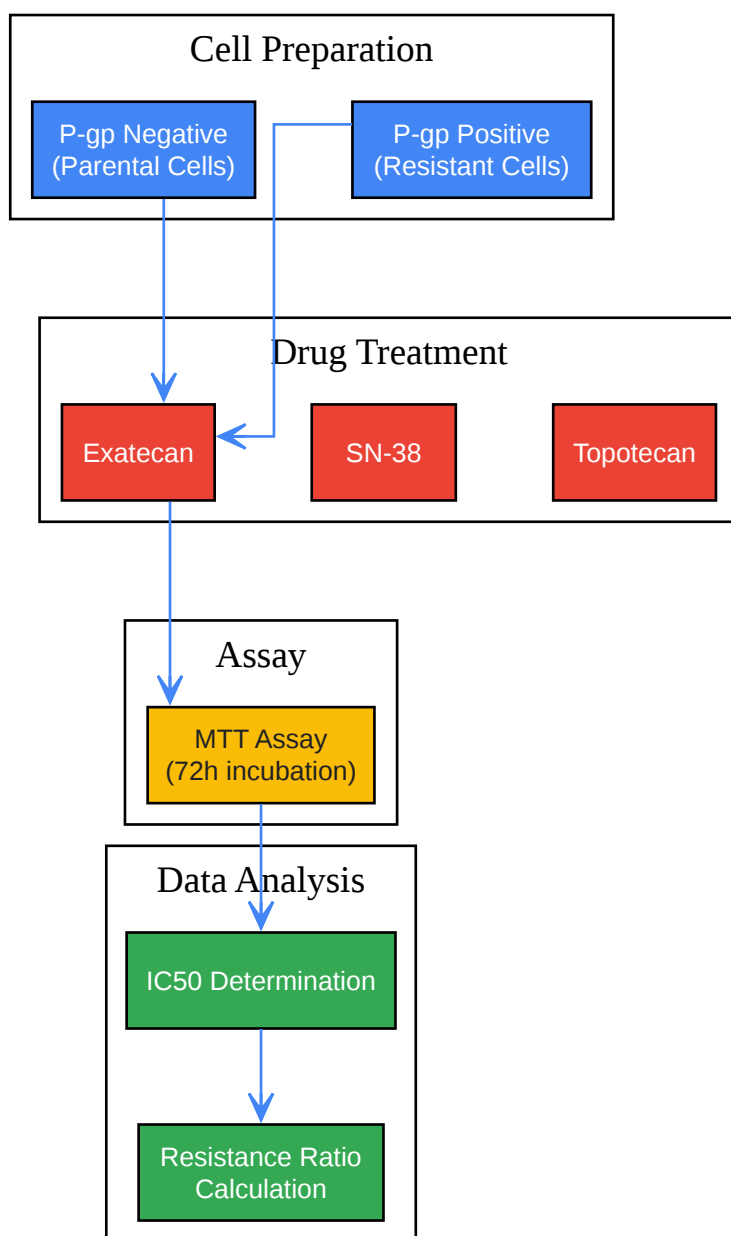 Cell Preparation
P-gp Negative
(Parental Cells)
P-gp Positive
(Resistant Cells)
Drug Treatment
Exatecan
SN-38
Topotecan
Assay
MTT Assay
(72h incubation)
Data Analysis
IC50 Determination
Resistance Ratio
Calculation